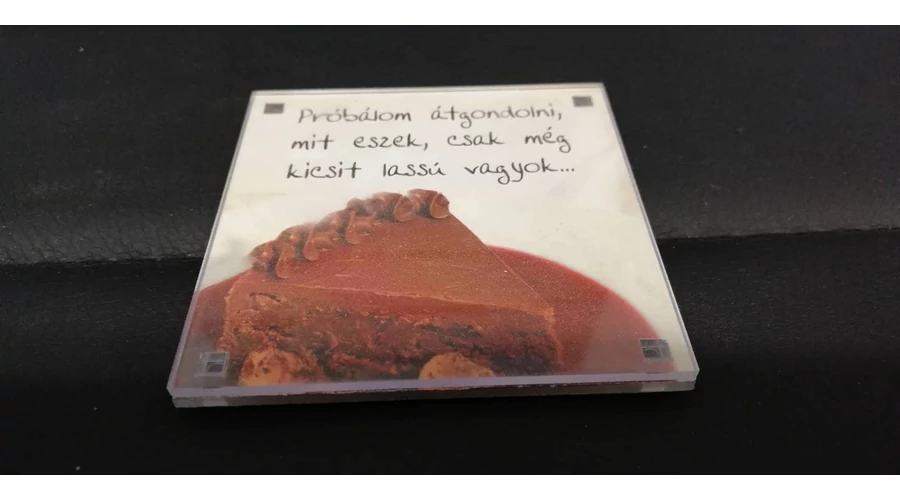 Próbálom átgondolni,
mit eszek, csak még
kicsit lassú vagyok...